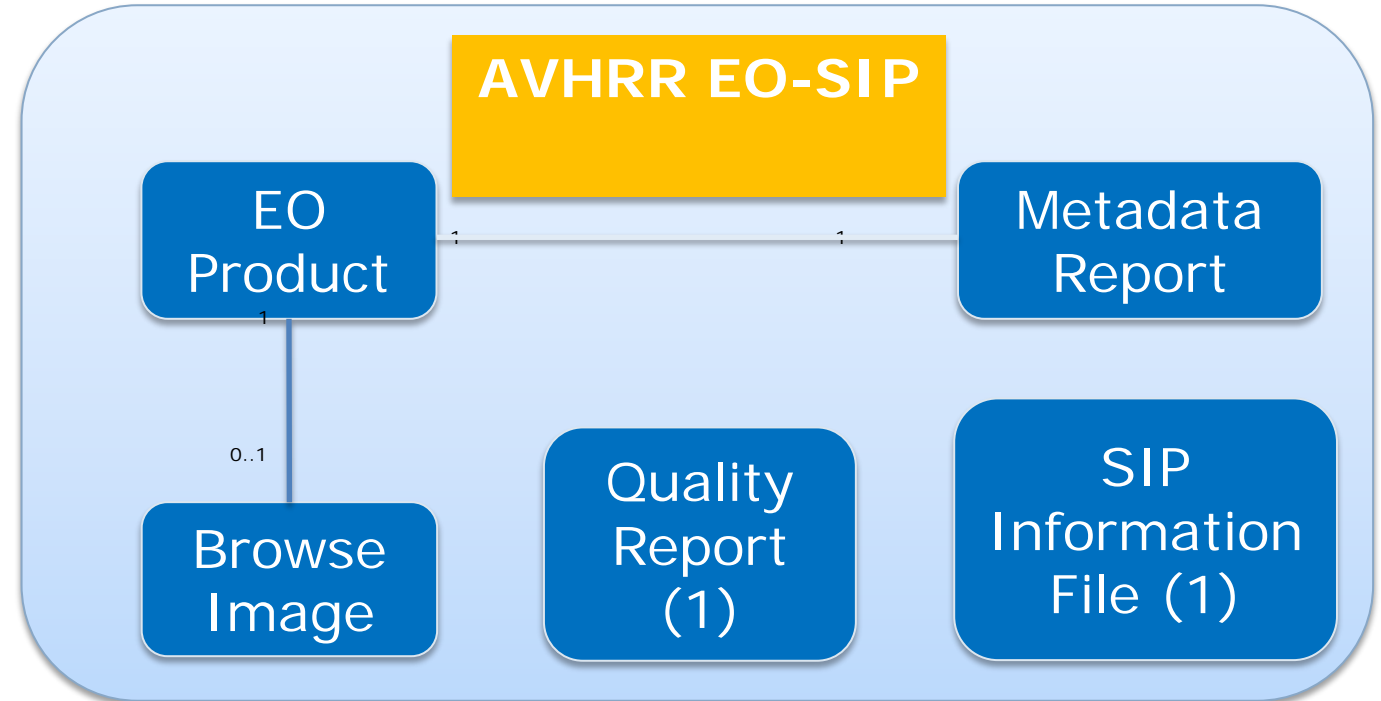 AVHRR EO-SIP
EO
Product
1
1
Metadata
Report
1
0..1
Browse
Image
Quality
Report
(1)
SIP
Information
File (1)